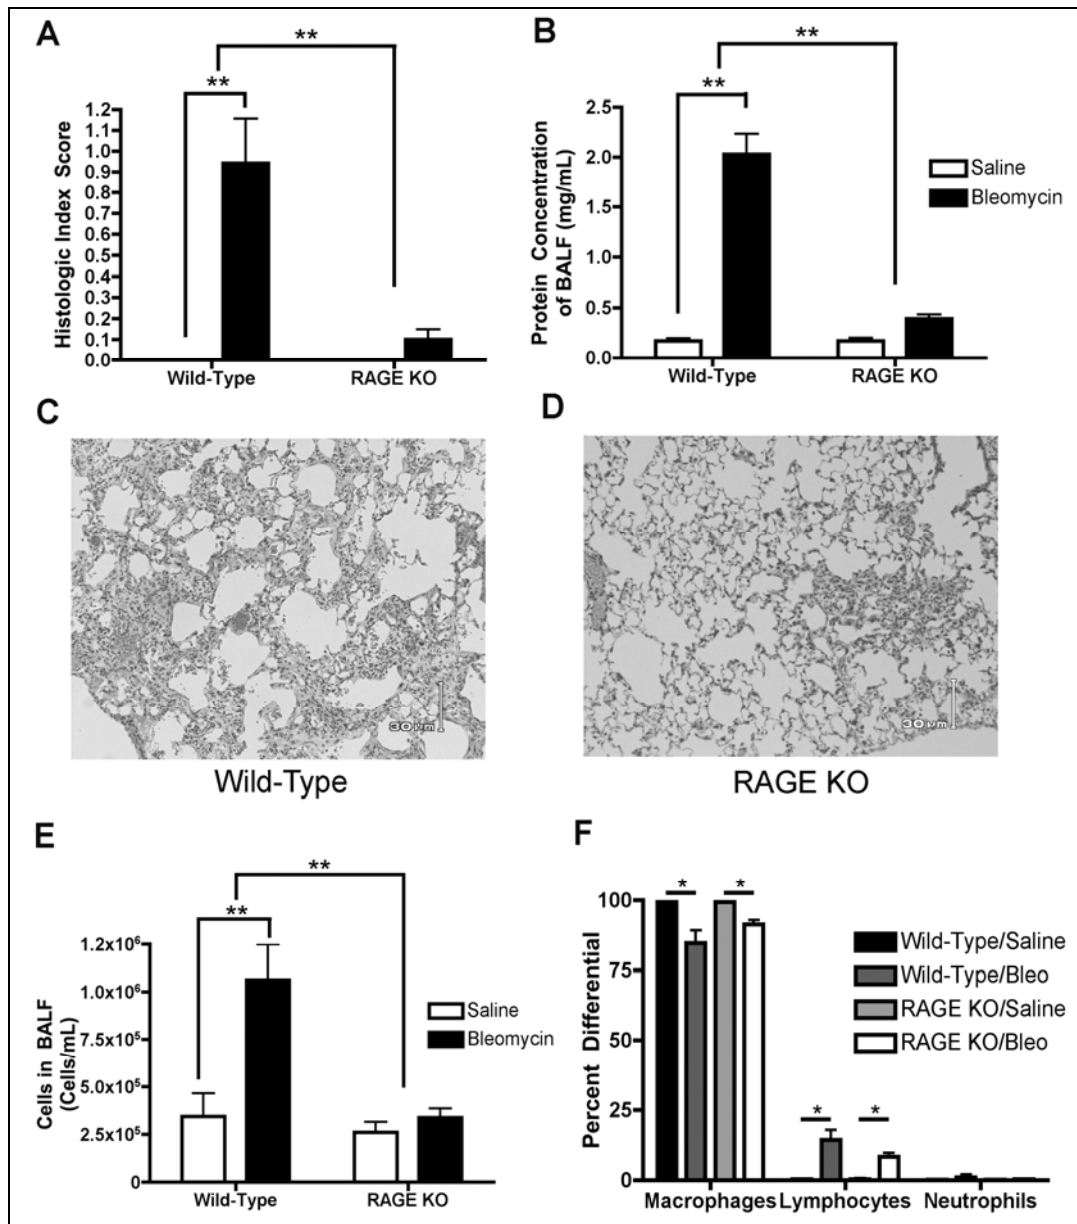 A
**
**
Histologic Index Score
1.2
1.1
1.0
0.9
0.8
0.7
0.6
0.5
0.4
0.3
0.2
0.1
0.0
Wild-Type
RAGE KO
B
**
**
Protein Concentration
of BALF (mg/mL)
2.5
2.0
1.5
1.0
0.5
0.0
Wild-Type
RAGE KO
Saline
Bleomycin
C
30 µm
Wild-Type
D
30 µm
RAGE KO
E
**
**
Cells in BALF
(Cells/mL)
1.2x10⁶
1.0x10⁶
7.5x10⁵
5.0x10⁵
2.5x10⁵
0
Wild-Type
RAGE KO
Saline
Bleomycin
F
Percent Differential
100
75
50
25
0
*
*
*
*
Macrophages
Lymphocytes
Neutrophils
Wild-Type/Saline
Wild-Type/Bleo
RAGE KO/Saline
RAGE KO/Bleo